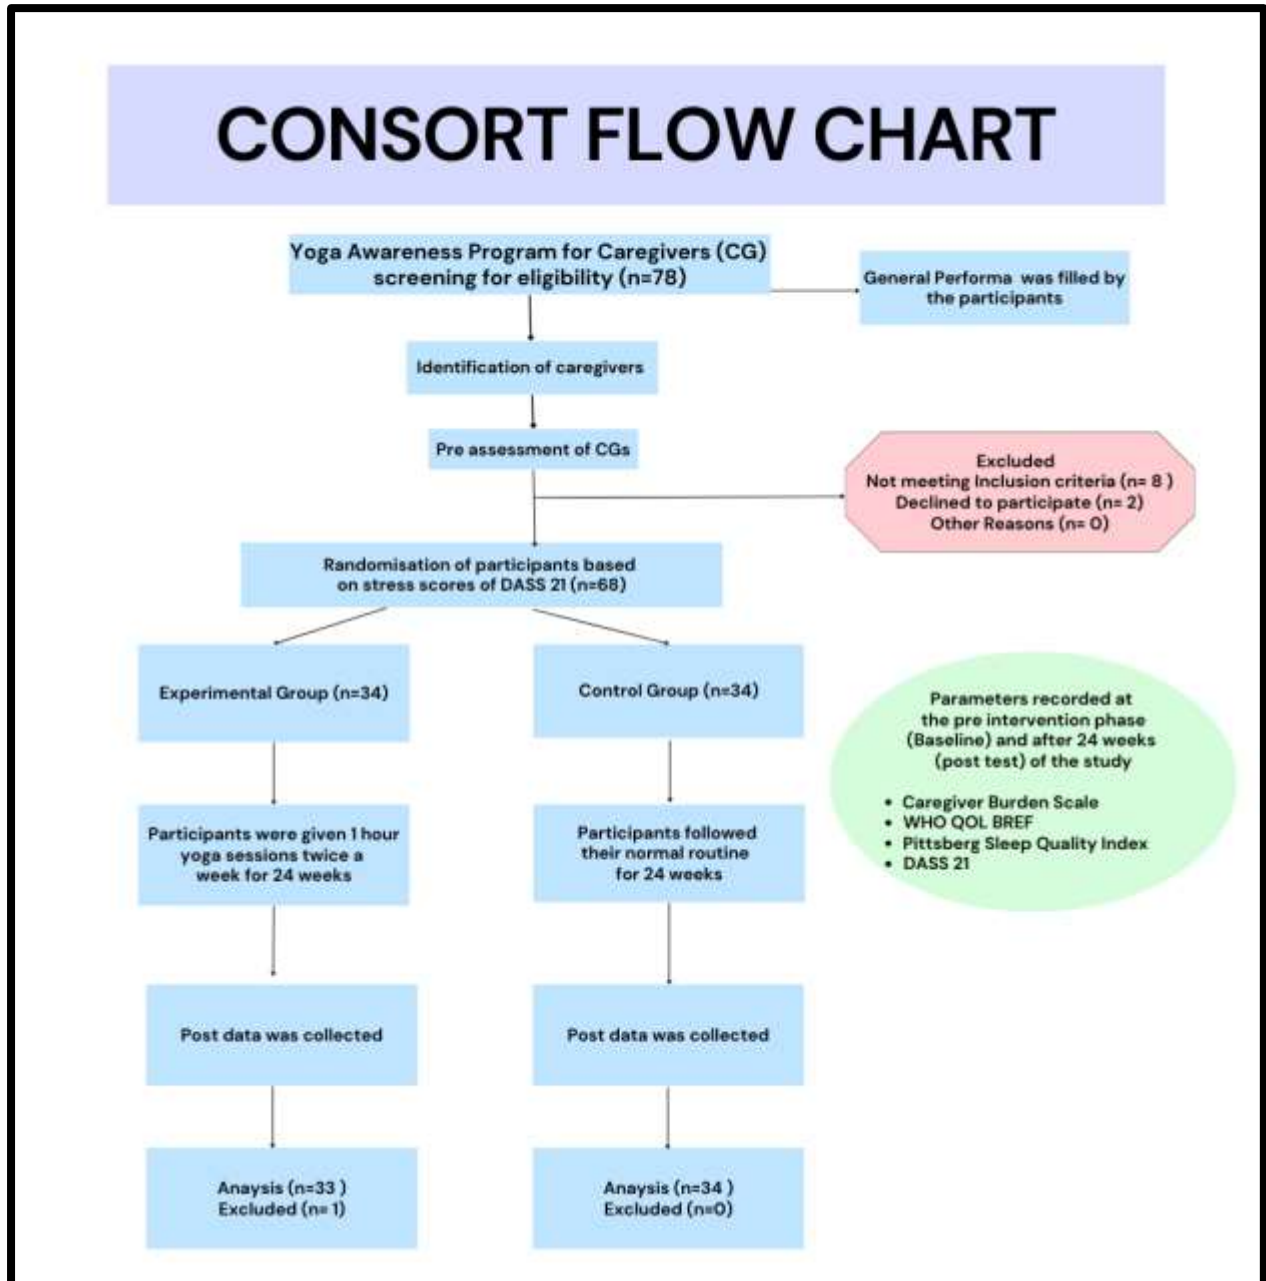 CONSORT FLOW CHART
Yoga Awareness Program for Caregivers (CG)
screening for eligibility (n=78)
General Performa was filled by
the participants
Identification of caregivers
Pre assessment of CGs
Excluded
Not meeting Inclusion criteria (n= 8 )
Declined to participate (n= 2)
Other Reasons (n= 0)
Randomisation of participants based
on stress scores of DASS 21 (n=68)
Experimental Group (n=34)
Control Group (n=34)
Parameters recorded at
the pre intervention phase
(Baseline) and after 24 weeks
(post test) of the study
• Caregiver Burden Scale
• WHO QOL BREF
• Pittsberg Sleep Quality Index
• DASS 21
Participants were given 1 hour
yoga sessions twice a
week for 24 weeks
Participants followed
their normal routine
for 24 weeks
Post data was collected
Post data was collected
Anaysis (n=33 )
Excluded (n= 1)
Anaysis (n=34 )
Excluded (n=0)